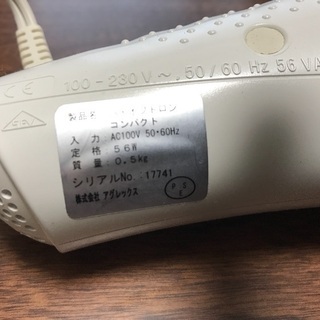 100-230 V~, 50/60 Hz 56 VA
製品名
コンパクト
入力 AC100V 50・60Hz
定格 56W
質量 0.5kg
シリアルNo. 17741
株式会社 アグレックス
P S E